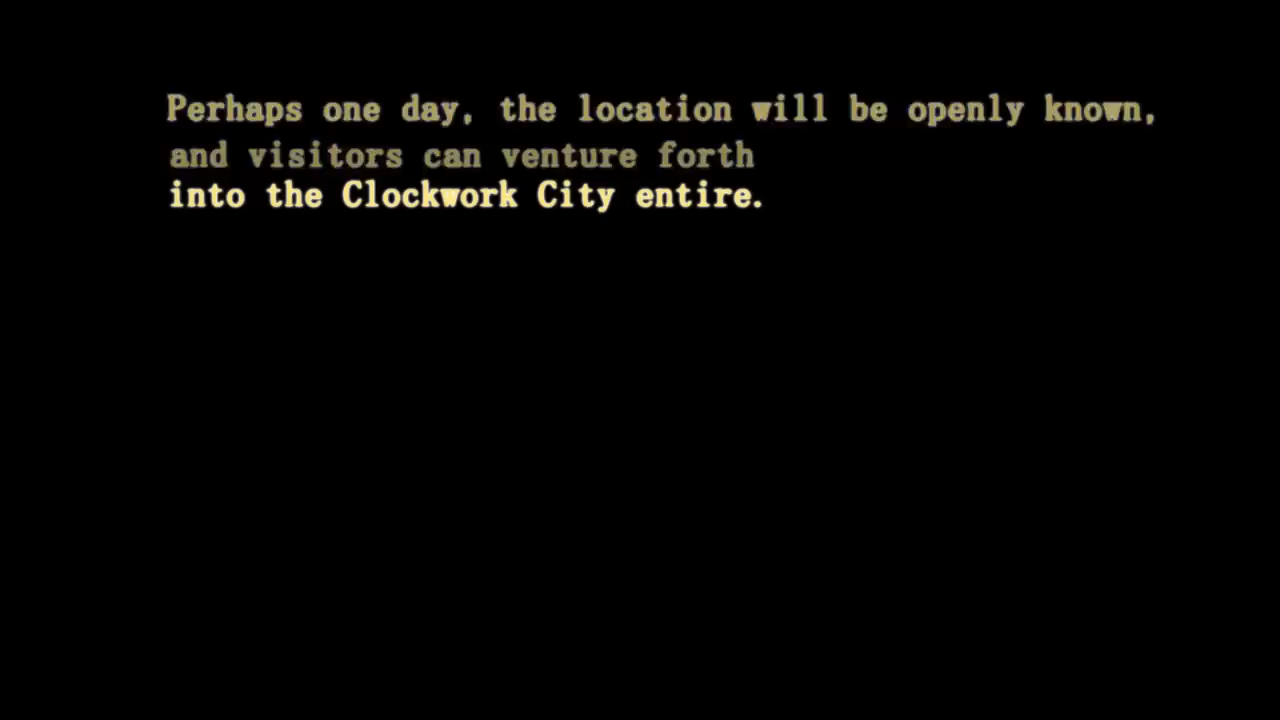 Perhaps one day, the location will be openly known,
and visitors can venture forth
into the Clockwork City entire.